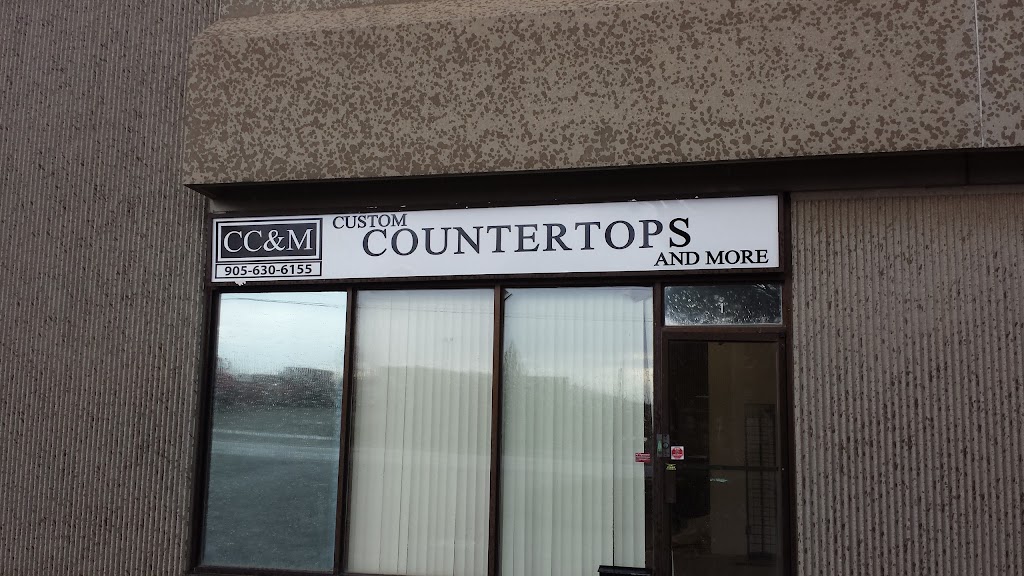 CC&M
905-630-6155
CUSTOM
COUNTERTOPS
AND MORE